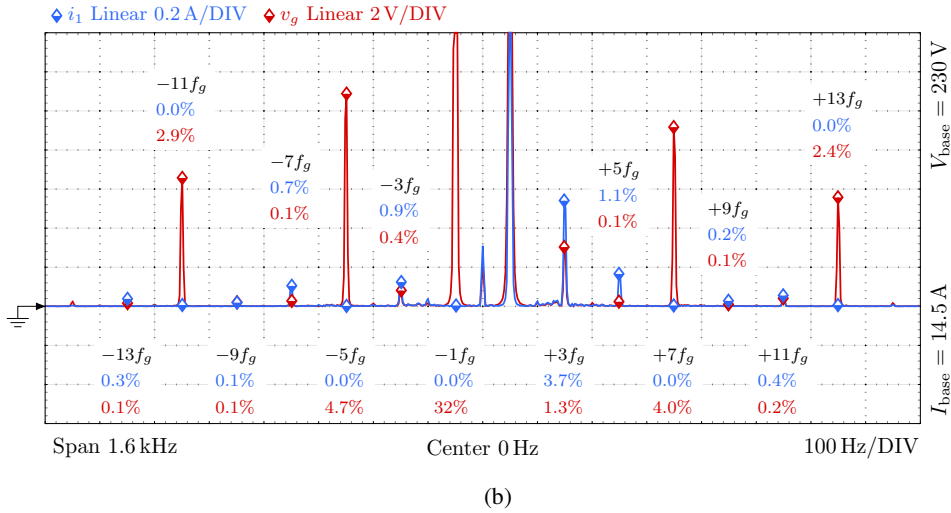 i₁ Linear 0.2 A/DIV v_g Linear 2 V/DIV
−11f_g
0.0%
2.9%
−7f_g
0.7%
0.1%
−3f_g
0.9%
0.4%
+5f_g
1.1%
0.1%
+9f_g
0.2%
0.1%
+13f_g
0.0%
2.4%
V_base = 230 V
−13f_g
0.3%
0.1%
−9f_g
0.1%
0.1%
−5f_g
0.0%
4.7%
−1f_g
0.0%
32%
+3f_g
3.7%
1.3%
+7f_g
0.0%
4.0%
+11f_g
0.4%
0.2%
I_base = 14.5 A
Span 1.6 kHz Center 0 Hz 100 Hz/DIV
(b)